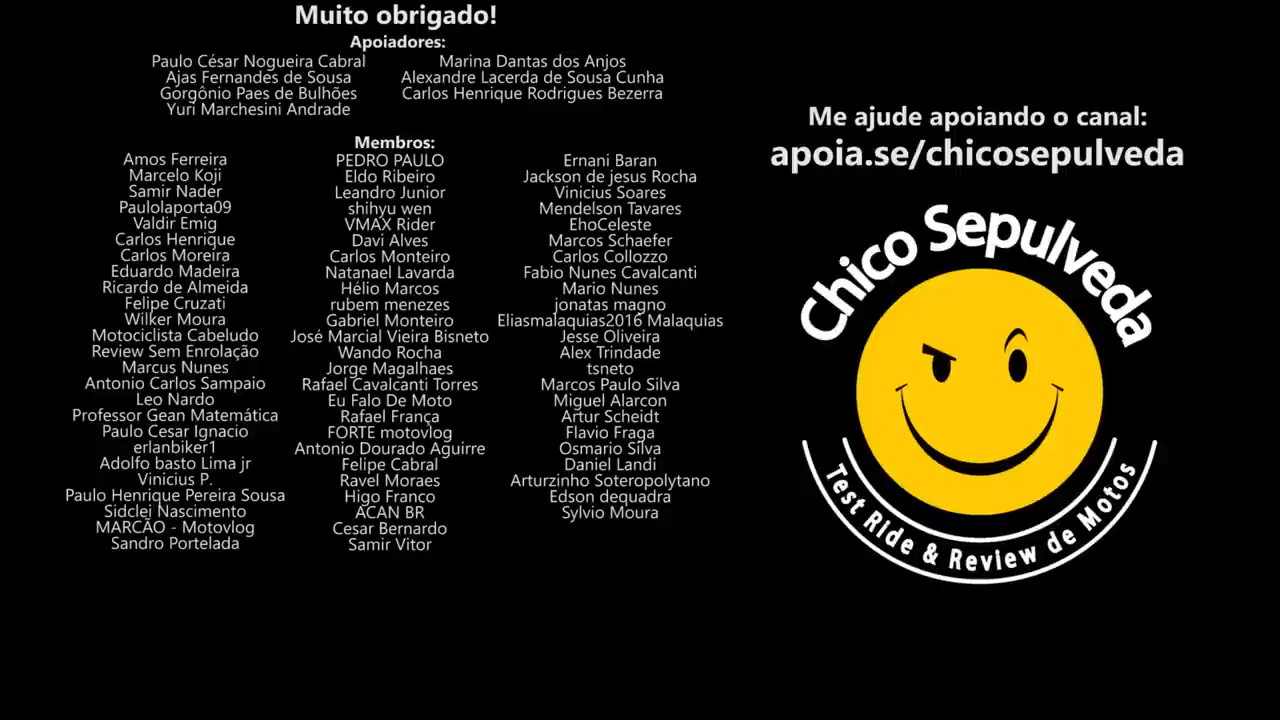 Muito obrigado!
Apoiadores:
Paulo César Nogueira Cabral
Ajas Fernandes de Sousa
Gorgônio Paes de Bulhões
Yuri Marchesini Andrade
Marina Dantas dos Anjos
Alexandre Lacerda de Sousa Cunha
Carlos Henrique Rodrigues Bezerra
Membros:
Amos Ferreira
Marcelo Koji
Samir Nader
Paulolaporta09
Valdir Emig
Carlos Henrique
Carlos Moreira
Eduardo Madeira
Ricardo de Almeida
Felipe Cruzati
Wilker Moura
Motociclista Cabeludo
Review Sem Enrolação
Marcus Nunes
Antonio Carlos Sampaio
Leo Nardo
Professor Gean Matemática
Paulo Cesar Ignacio
erlanbiker1
Adolfo basto Lima jr
Vinicius P.
Paulo Henrique Pereira Sousa
Sidclei Nascimento
MARCÃO - Motovlog
Sandro Portelada
PEDRO PAULO
Eldo Ribeiro
Leandro Junior
shihyu wen
VMAX Rider
Davi Alves
Carlos Monteiro
Natanael Lavarda
Hélio Marcos
rubem menezes
Gabriel Monteiro
José Marcial Vieira Bisneto
Wando Rocha
Jorge Magalhaes
Rafael Cavalcanti Torres
Eu Falo De Moto
Rafael França
FORTE motovlog
Antonio Dourado Aguirre
Felipe Cabral
Ravel Moraes
Higo Franco
ACAN BR
Cesar Bernardo
Samir Vitor
Ernani Baran
Jackson de jesus Rocha
Vinicius Soares
Mendelson Tavares
EhoCeleste
Marcos Schaefer
Carlos Collozzo
Fabio Nunes Cavalcanti
Mario Nunes
jonatas magno
Eliasmalaquias2016 Malaquias
Jesse Oliveira
Alex Trindade
tsneto
Marcos Paulo Silva
Miguel Alarcon
Artur Scheidt
Flavio Fraga
Osmario Silva
Daniel Landi
Arturzinho Soteropolytano
Edson dequadra
Sylvio Moura
Me ajude apoiando o canal:
apoia.se/chicosepulveda
Chico Sepulveda
Test Ride & Review de Motos